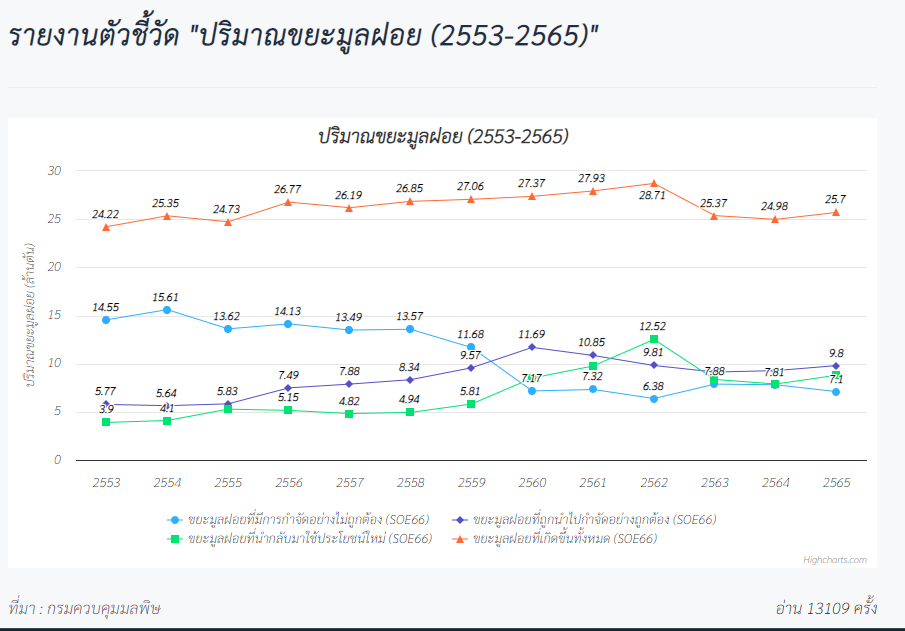 รายงานตัวชี้วัด "ปริมาณขยะมูลฝอย (2553-2565)"
ปริมาณขยะมูลฝอย (2553-2565)
ปริมาณขยะมูลฝอย (ล้านตัน)
30
25
20
15
10
5
0
24.22 25.35 24.73 26.77 26.19 26.85 27.06 27.37 27.93 28.71 25.37 24.98 25.7
14.55 15.61 13.62 14.13 13.49 13.57 11.68 7.17 7.32 6.38 7.88 7.81 7.1
5.77 5.64 5.83 7.49 7.88 8.34 9.57 11.69 10.85 9.81 9.8
3.9 4.1 5.15 4.82 4.94 5.81 12.52
2553 2554 2555 2556 2557 2558 2559 2560 2561 2562 2563 2564 2565
ขยะมูลฝอยที่มีการกำจัดอย่างไม่ถูกต้อง (SOE66) ขยะมูลฝอยที่ถูกนำไปกำจัดอย่างถูกต้อง (SOE66)
ขยะมูลฝอยที่นำกลับมาใช้ประโยชน์ใหม่ (SOE66) ขยะมูลฝอยที่เกิดขึ้นทั้งหมด (SOE66)
Highcharts.com
ที่มา : กรมควบคุมมลพิษ อ่าน 13109 ครั้ง